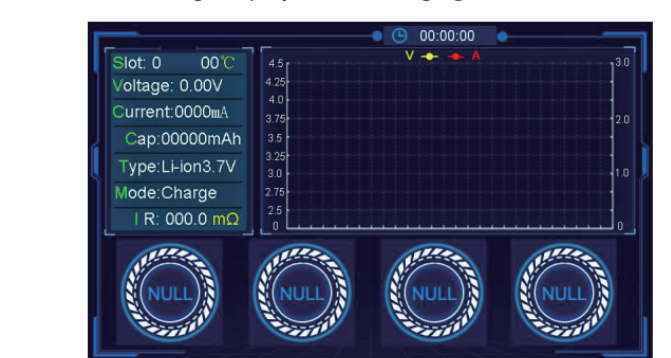 00:00:00
Slot: 0 00℃
Voltage: 0.00V
Current:0000mA
Cap:00000mAh
Type:Li-ion3.7V
Mode:Charge
I R: 000.0 mΩ
V A
4.5
4.25
4.0
3.75
3.5
3.25
3.0
2.75
2.5
0
3.0
2.0
1.0
0
NULL NULL NULL NULL